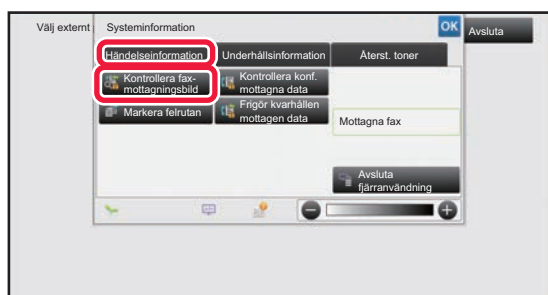 Välj externt
Systeminformation
OK
Avsluta
Händelseinformation
Underhållsinformation
Återst. toner
Kontrollera fax-
mottagningsbild
Kontrollera konf.
mottagna data
Markera felrutan
Frigör kvarhållen
mottagen data
Mottagna fax
Avsluta
fjärranvändning